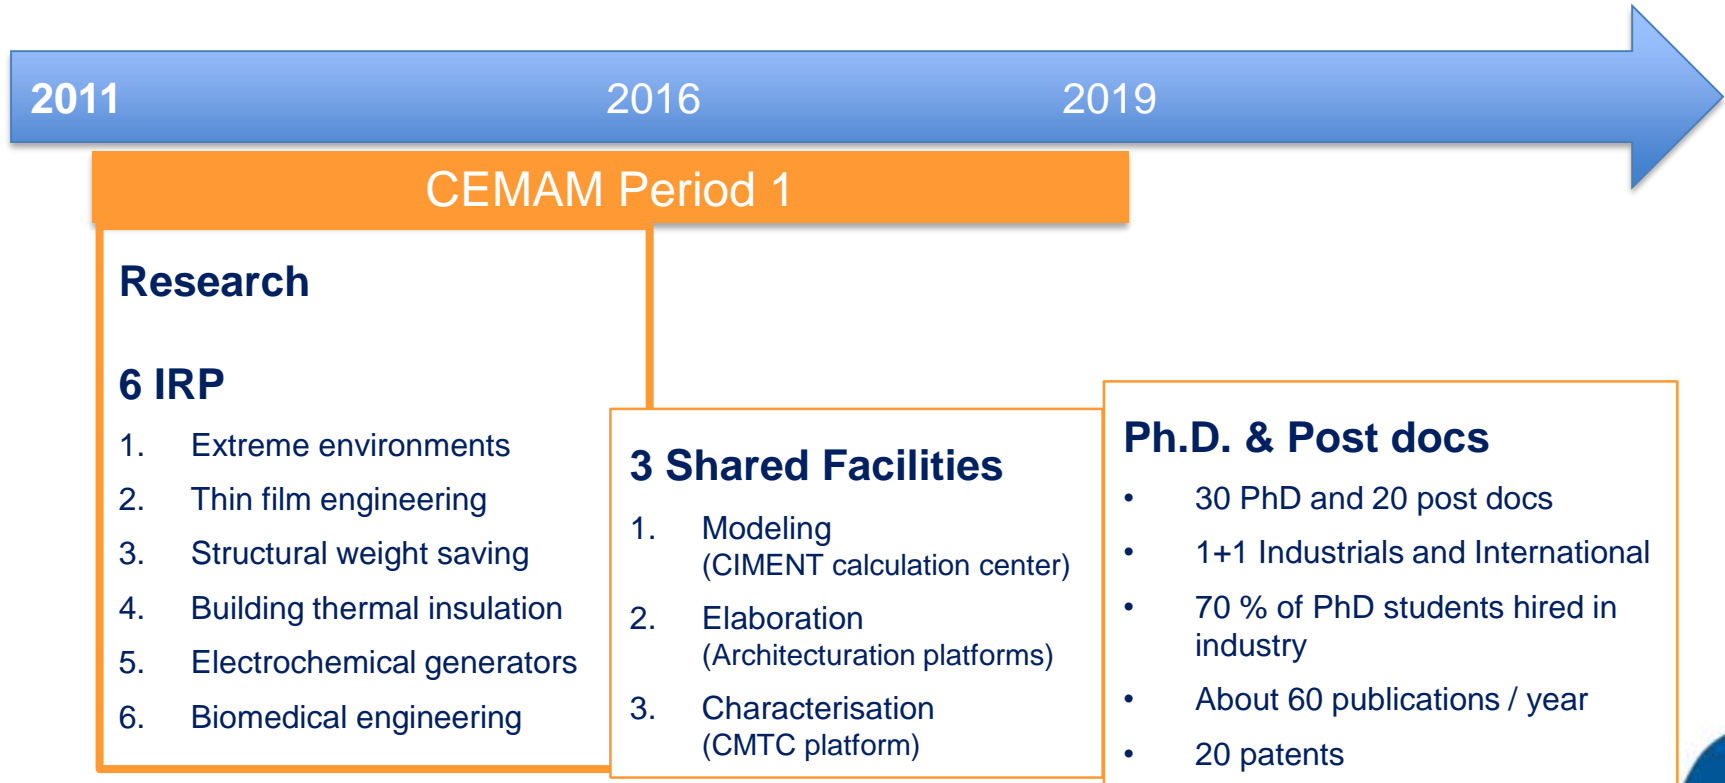 2011 2016 2019
CEMAM Period 1
Research
6 IRP
1. Extreme environments
2. Thin film engineering
3. Structural weight saving
4. Building thermal insulation
5. Electrochemical generators
6. Biomedical engineering
3 Shared Facilities
1. Modeling
(CIMENT calculation center)
2. Elaboration
(Architecturation platforms)
3. Characterisation
(CMTC platform)
Ph.D. & Post docs
• 30 PhD and 20 post docs
• 1+1 Industrials and International
• 70 % of PhD students hired in
industry
• About 60 publications / year
• 20 patents